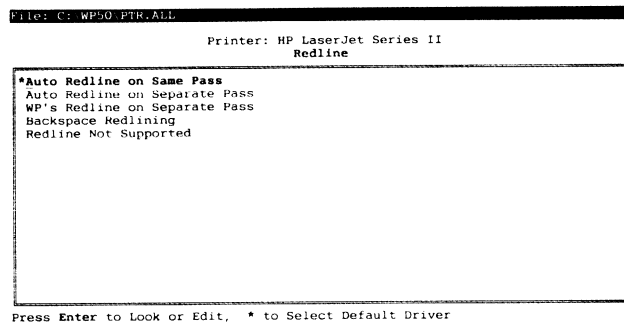 File: C:\WP50\PTR.ALL
Printer: HP LaserJet Series II
Redline
*Auto Redline on Same Pass
Auto Redline on Separate Pass
WP's Redline on Separate Pass
Backspace Redlining
Redline Not Supported
Press Enter to Look or Edit, * to Select Default Driver